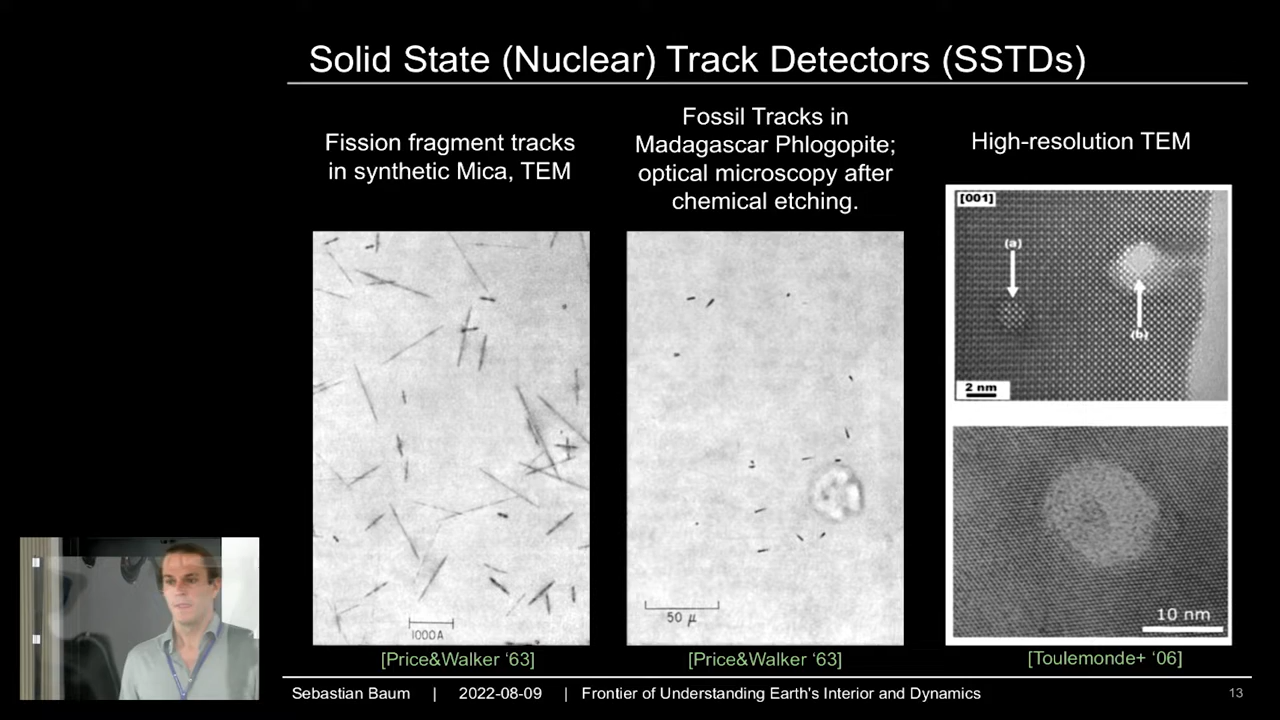 Solid State (Nuclear) Track Detectors (SSTDs)
Fission fragment tracks
in synthetic Mica, TEM
Fossil Tracks in
Madagascar Phlogopite;
optical microscopy after
chemical etching.
High-resolution TEM
1000A
50 μ
[001]
(a)
(b)
2 nm
10 nm
[Price&Walker ‘63]
[Price&Walker ‘63]
[Toulemonde+ ‘06]
Sebastian Baum | 2022-08-09 | Frontier of Understanding Earth's Interior and Dynamics
13